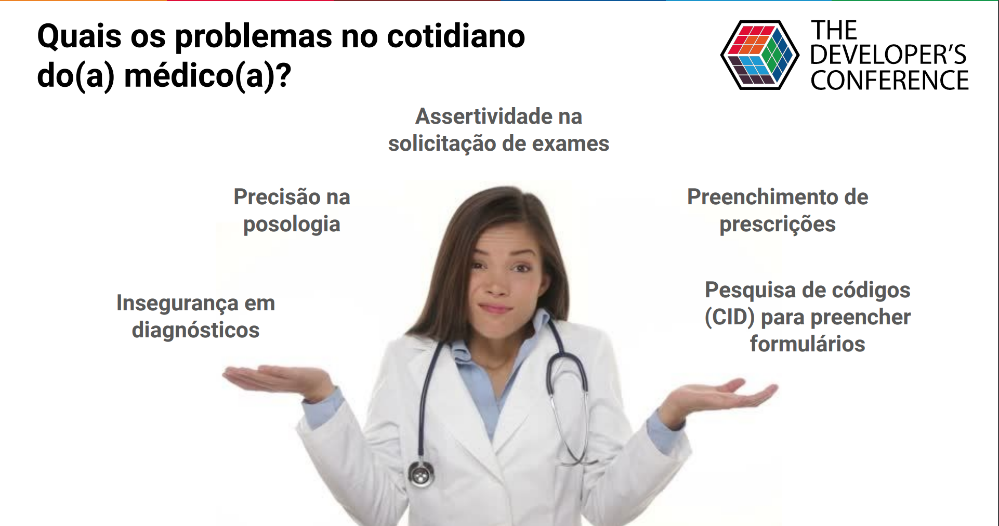 Quais os problemas no cotidiano
do(a) médico(a)?
THE
DEVELOPER'S
CONFERENCE
Assertividade na
solicitação de exames
Precisão na
posologia
Preenchimento de
prescrições
Insegurança em
diagnósticos
Pesquisa de códigos
(CID) para preencher
formulários